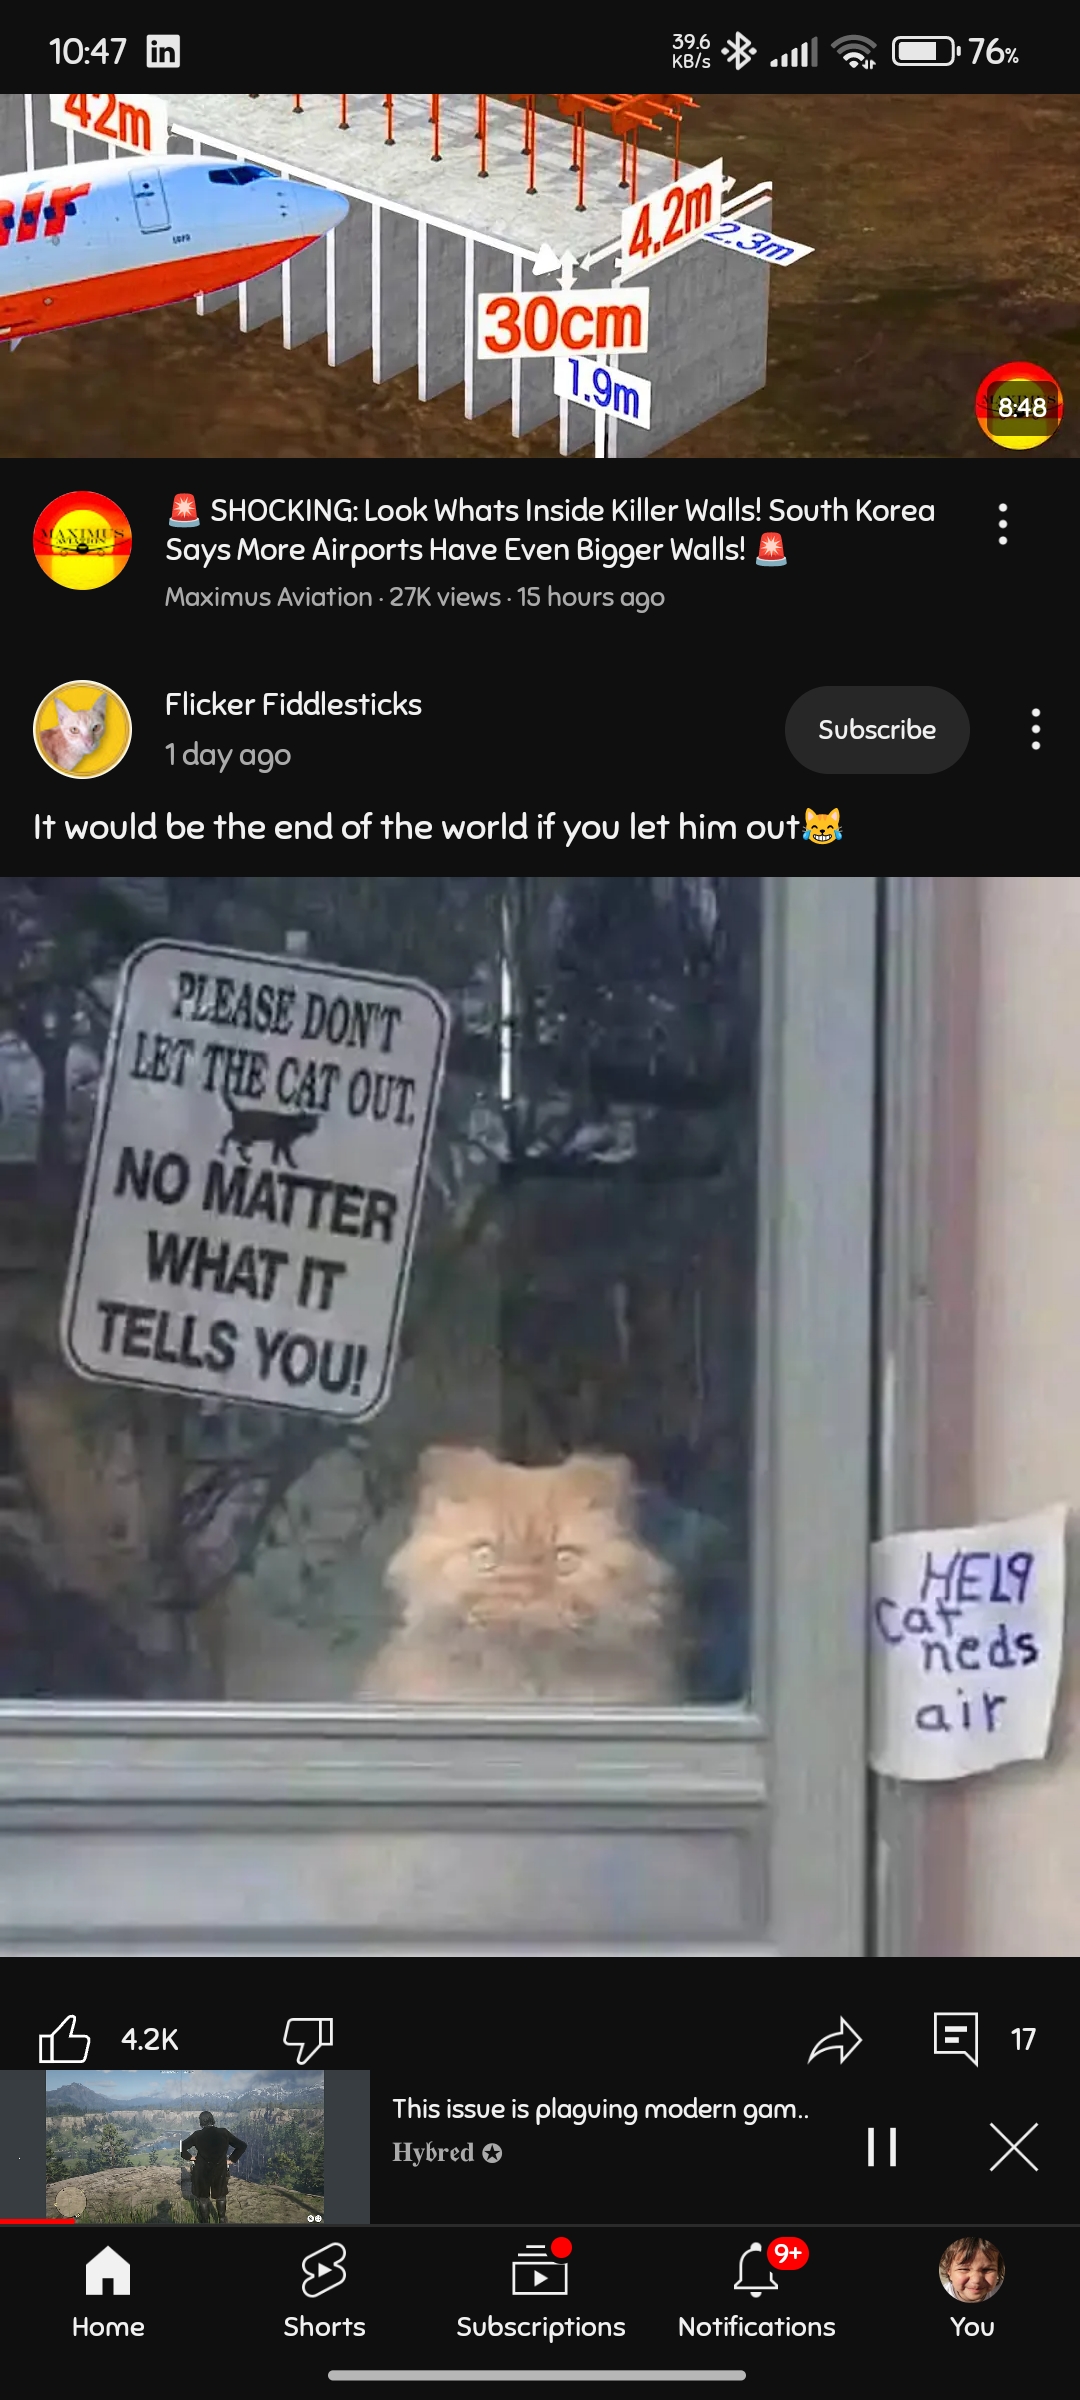 10:47
39.6
KB/s
76%
42m
air
4.2m
2.3m
30cm
1.9m
8:48
MAXIMUS
AVIATION
🚨 SHOCKING: Look Whats Inside Killer Walls! South Korea
Says More Airports Have Even Bigger Walls! 🚨
Maximus Aviation · 27K views · 15 hours ago
Flicker Fiddlesticks
1 day ago
Subscribe
It would be the end of the world if you let him out😹
PLEASE DON'T
LET THE CAT OUT.
NO MATTER
WHAT IT
TELLS YOU!
HELP
Cat
neds
air
4.2K
17
This issue is plaguing modern gam..
Hybred
Home
Shorts
Subscriptions
9+
Notifications
You